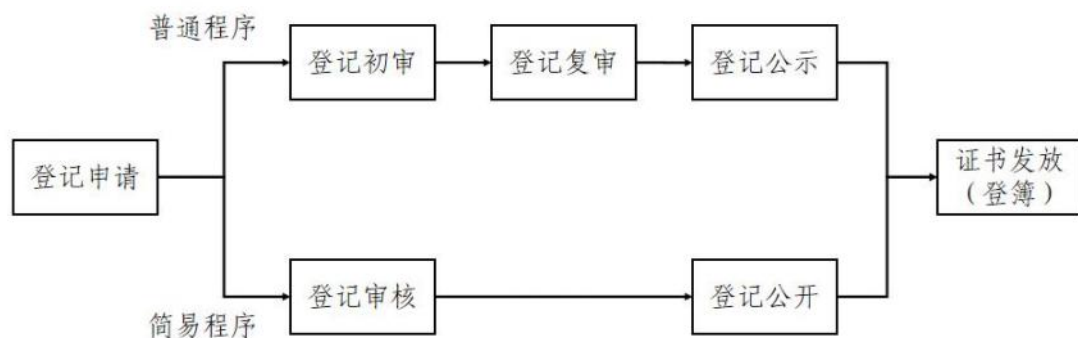 普通程序
登记初审
登记复审
登记公示
登记申请
证书发放
（登簿）
登记审核
登记公开
简易程序